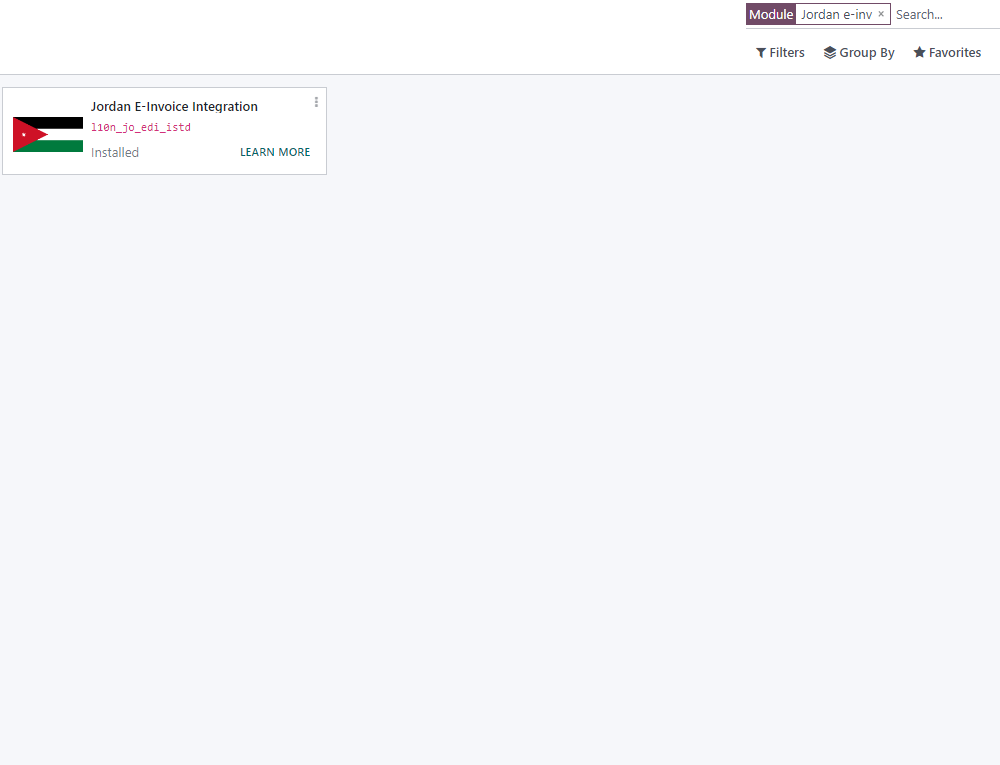 Module Jordan e-inv × Search...
Filters Group By Favorites
Jordan E-Invoice Integration
l10n_jo_edi_istd
Installed LEARN MORE